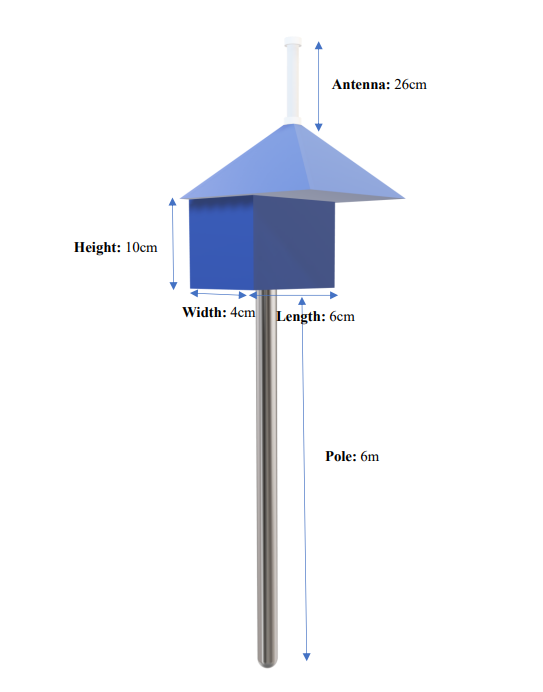 Antenna: 26cm
Height: 10cm
Width: 4cm
Length: 6cm
Pole: 6m